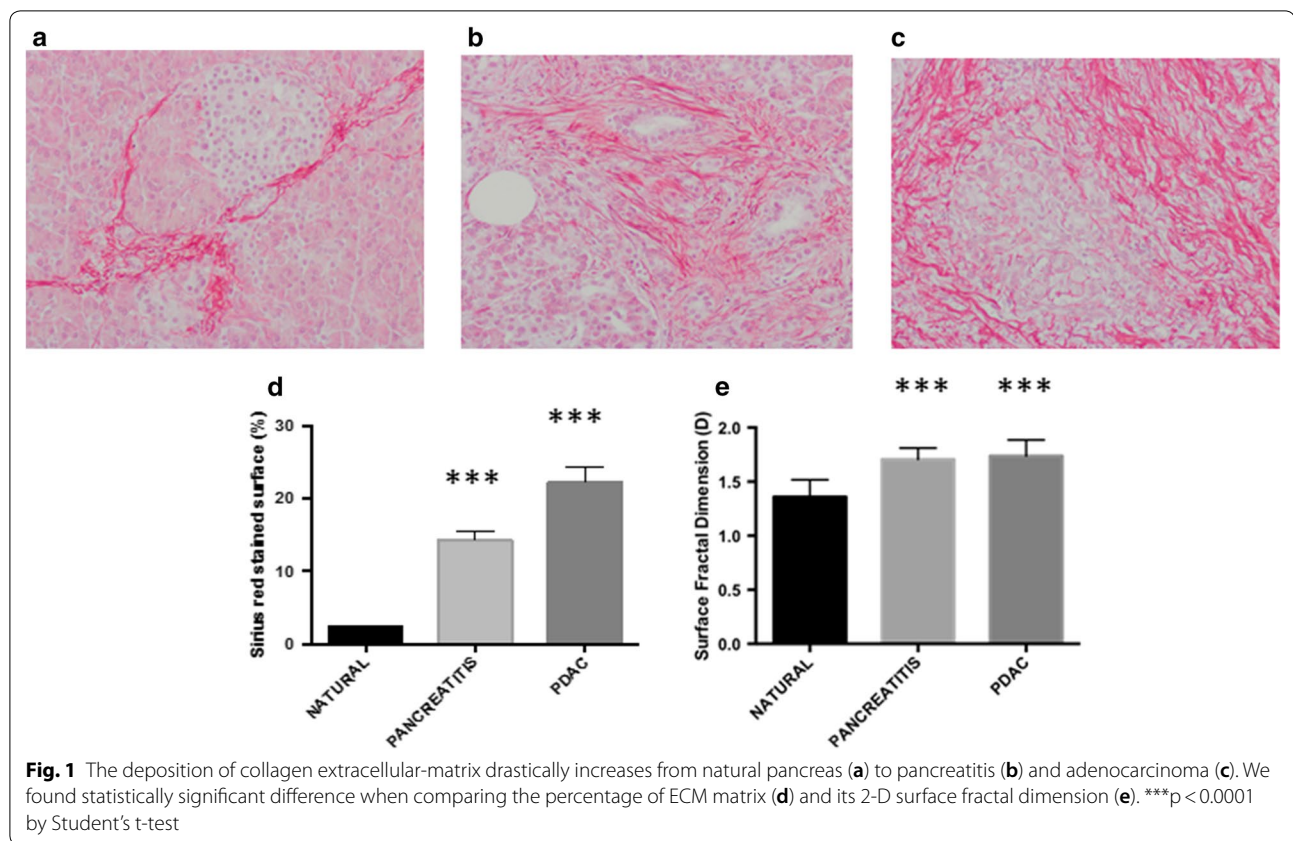 a
b
c
d
Sirius red stained surface (%)
30
20
10
0
***
***
NATURAL
PANCREATITIS
PDAC
e
Surface Fractal Dimension (D)
2.0
1.5
1.0
0.5
0.0
***
***
NATURAL
PANCREATITIS
PDAC
Fig. 1 The deposition of collagen extracellular-matrix drastically increases from natural pancreas (a) to pancreatitis (b) and adenocarcinoma (c). We
found statistically significant difference when comparing the percentage of ECM matrix (d) and its 2-D surface fractal dimension (e). ***p < 0.0001
by Student’s t-test